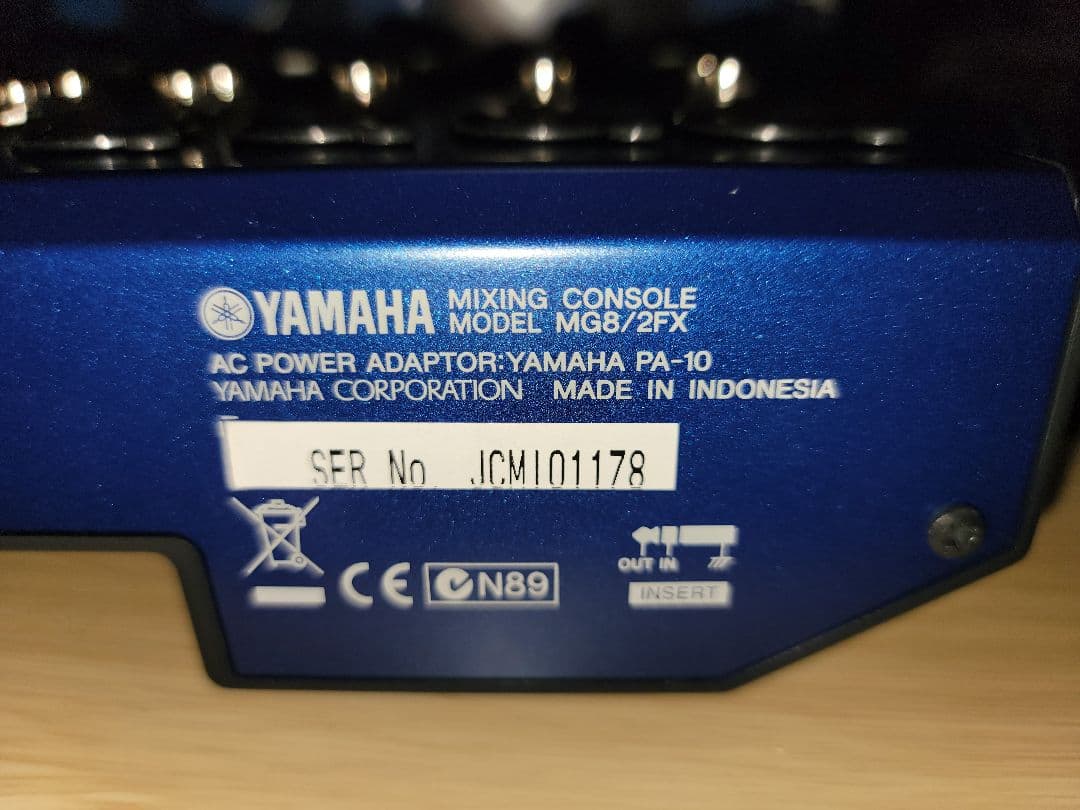 YAMAHA MIXING CONSOLE
MODEL MG8/2FX
AC POWER ADAPTOR:YAMAHA PA-10
YAMAHA CORPORATION MADE IN INDONESIA
SER No. JCMI01178
CE N89
OUT IN
INSERT